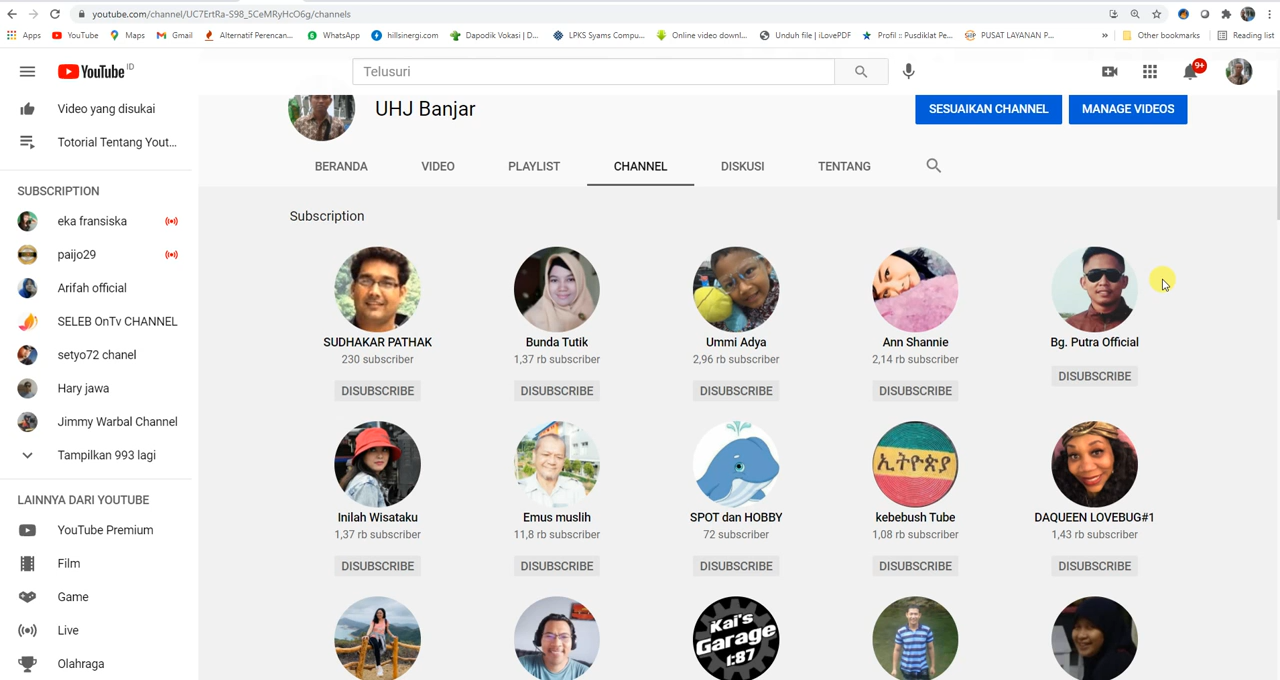 youtube.com/channel/UC7ErtRa-S98_5CeMRyHcO6g/channels
Apps YouTube Maps Gmail Alternatif Perencan... WhatsApp hillsinergi.com Dapodik Vokasi | D... LPKS Syams Compu... Online video downl... Unduh file | iLovePDF Profil :: Pusdiklat Pe... PUSAT LAYANAN P... » Other bookmarks Reading list
YouTube ID
Telusuri
9+
Video yang disukai
Totorial Tentang Yout...
SUBSCRIPTION
eka fransiska
paijo29
Arifah official
SELEB OnTv CHANNEL
setyo72 chanel
Hary jawa
Jimmy Warbal Channel
Tampilkan 993 lagi
LAINNYA DARI YOUTUBE
YouTube Premium
Film
Game
Live
Olahraga
UHJ Banjar
SESUAIKAN CHANNEL MANAGE VIDEOS
BERANDA VIDEO PLAYLIST CHANNEL DISKUSI TENTANG
Subscription
SUDHAKAR PATHAK Bunda Tutik Ummi Adya Ann Shannie Bg. Putra Official
230 subscriber 1,37 rb subscriber 2,96 rb subscriber 2,14 rb subscriber
DISUBSCRIBE DISUBSCRIBE DISUBSCRIBE DISUBSCRIBE DISUBSCRIBE
ኢትዮጵያ
Inilah Wisataku Emus muslih SPOT dan HOBBY kebebush Tube DAQUEEN LOVEBUG#1
1,37 rb subscriber 11,8 rb subscriber 72 subscriber 1,08 rb subscriber 1,43 rb subscriber
DISUBSCRIBE DISUBSCRIBE DISUBSCRIBE DISUBSCRIBE DISUBSCRIBE
Kai's
Garage
1:87